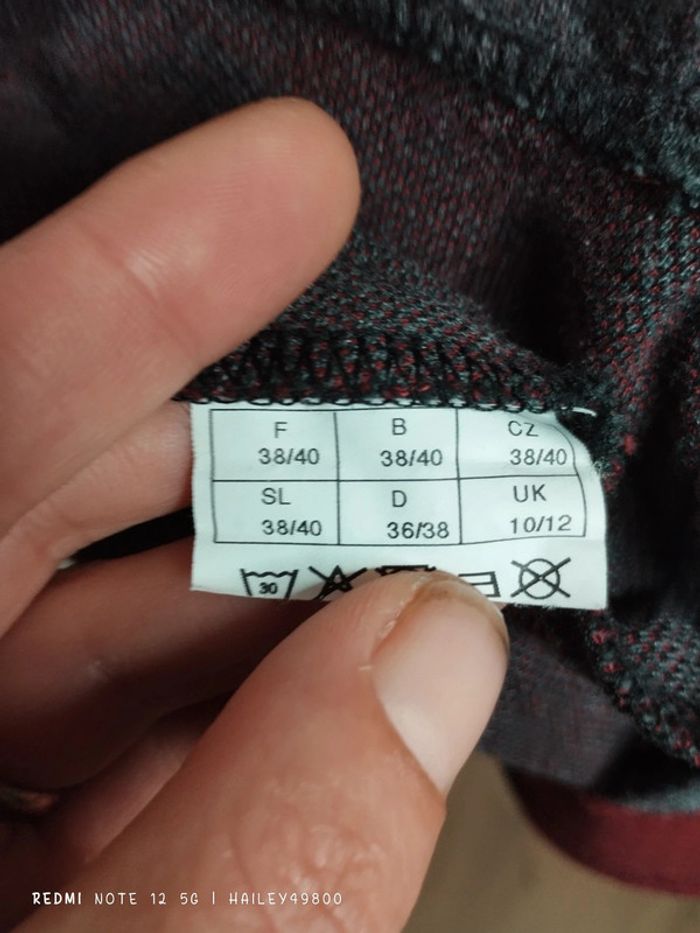 F B CZ
38/40 38/40 38/40
SL D UK
38/40 36/38 10/12
30
REDMI NOTE 12 5G | HAILEY49800